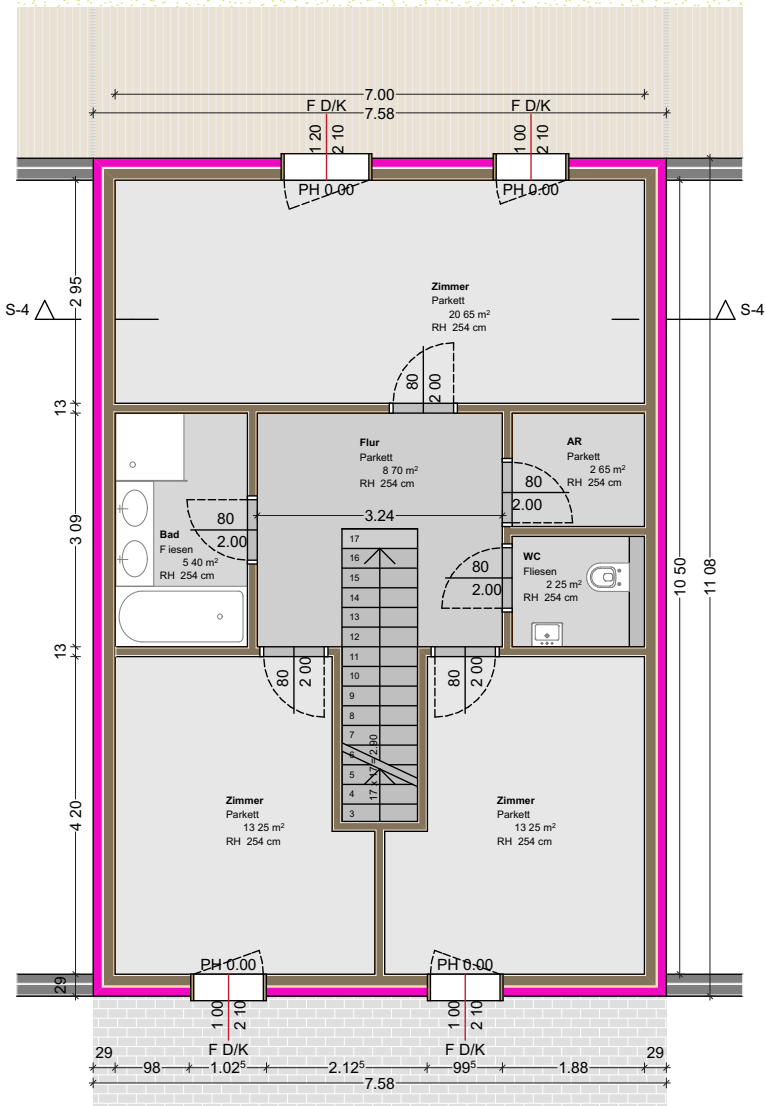 7.00
F D/K
F D/K
7.58
1 20
2 10
1 00
2 10
PH 0.00
PH 0.00
2 95
S-4
S-4
Zimmer
Parkett
20 65 m²
RH 254 cm
80
2 00
13
Flur
Parkett
8 70 m²
RH 254 cm
AR
Parkett
2 65 m²
RH 254 cm
80
2.00
3.24
80
2.00
Bad
F iesen
5 40 m²
RH 254 cm
3 09
WC
Fliesen
2 25 m²
RH 254 cm
80
2.00
10 50
11 08
17
16
15
14
13
12
11
10
9
8
7
6
5
4
3
17 x 17 = 2.90
13
80
2 00
80
2 00
4 20
Zimmer
Parkett
13 25 m²
RH 254 cm
Zimmer
Parkett
13 25 m²
RH 254 cm
PH 0.00
PH 0.00
29
1 00
2 10
1 00
2 10
F D/K
F D/K
29
98
1.02⁵
2.12⁵
99⁵
1.88
29
7.58